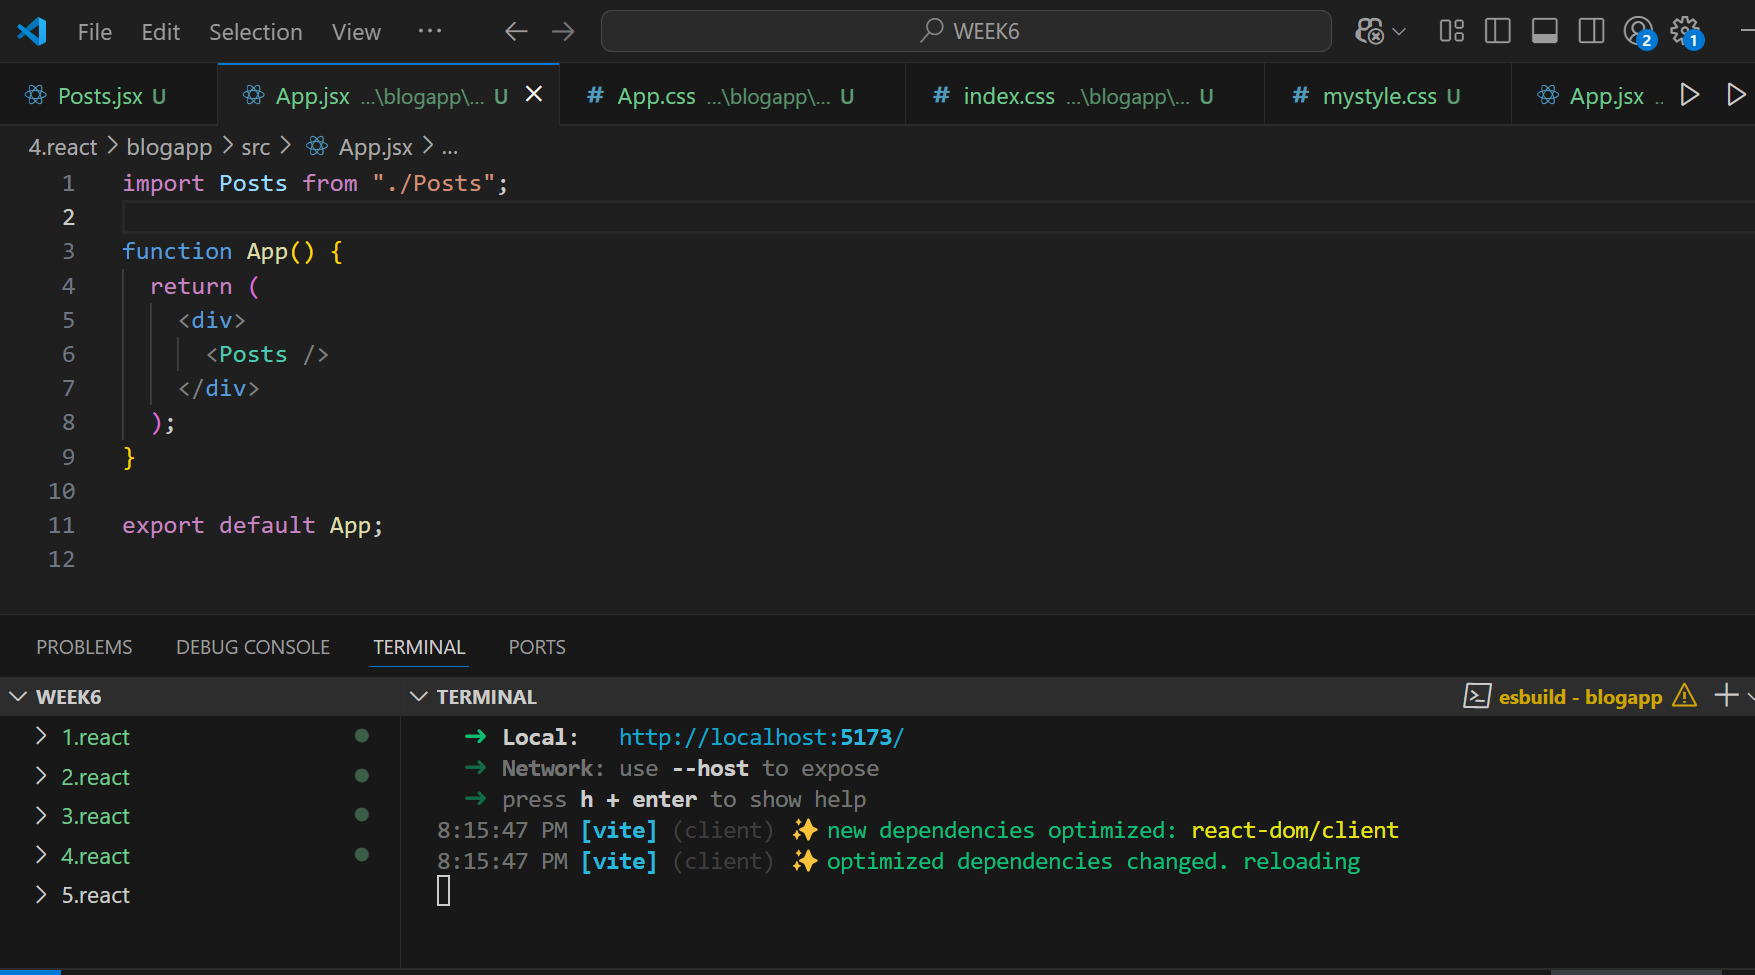 File Edit Selection View ··· WEEK6 2 1
Posts.jsx U App.jsx ...\blogapp\... U # App.css ...\blogapp\... U # index.css ...\blogapp\... U # mystyle.css U App.jsx ..
4.react > blogapp > src > App.jsx > ...
1 import Posts from "./Posts";
2
3 function App() {
4 return (
5 <div>
6 <Posts />
7 </div>
8 );
9 }
10
11 export default App;
12
PROBLEMS DEBUG CONSOLE TERMINAL PORTS
WEEK6
1.react
2.react
3.react
4.react
5.react
TERMINAL esbuild - blogapp
➜ Local: http://localhost:5173/
➜ Network: use --host to expose
➜ press h + enter to show help
8:15:47 PM [vite] (client) ✨ new dependencies optimized: react-dom/client
8:15:47 PM [vite] (client) ✨ optimized dependencies changed. reloading